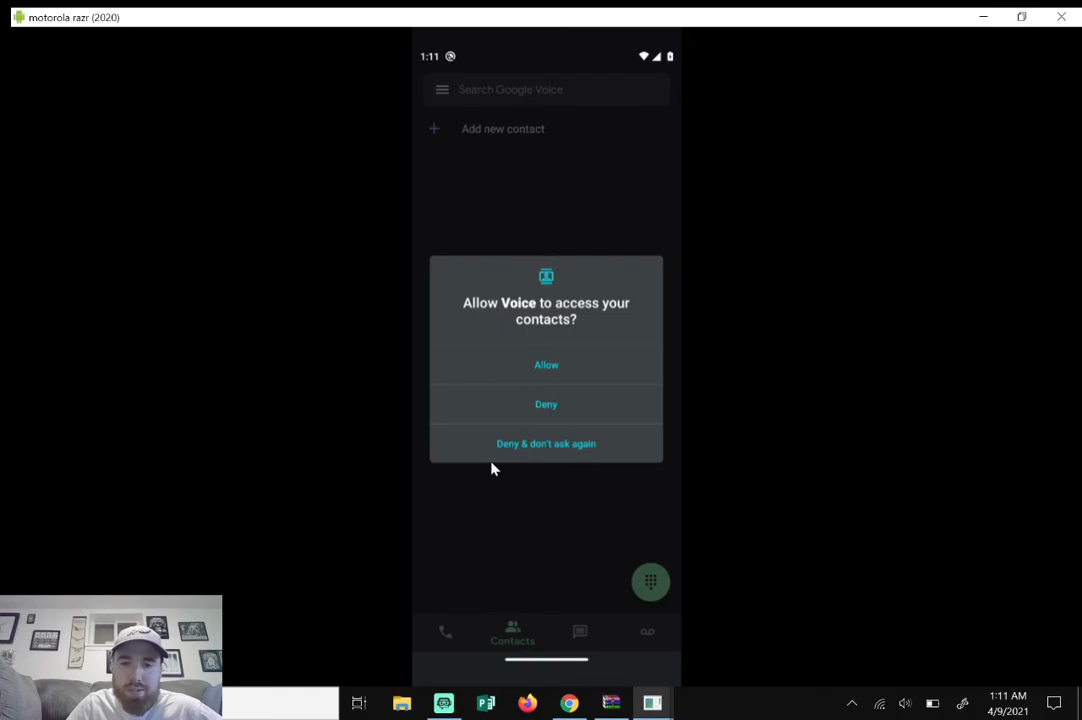 motorola razr (2020)
1:11
Search Google Voice
Add new contact
Allow Voice to access your
contacts?
Allow
Deny
Deny & don't ask again
Contacts
1:11 AM
4/9/2021